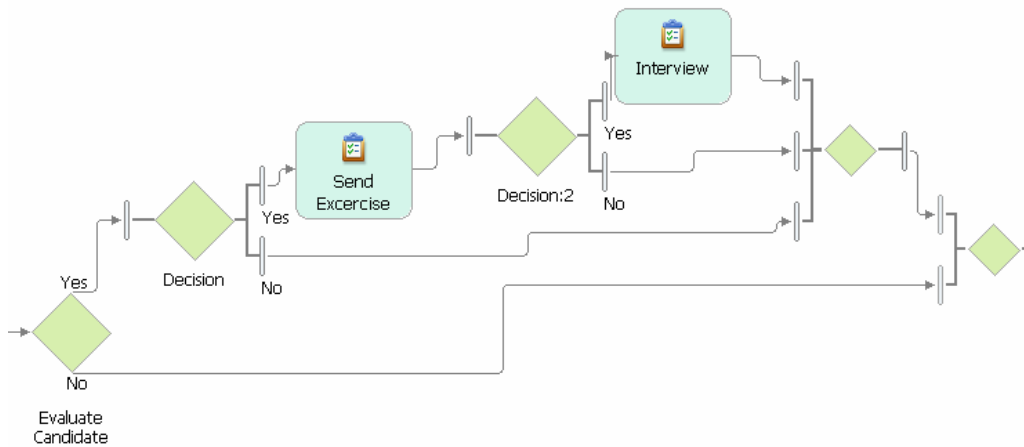 Interview
Yes
Send
Excercise
Decision:2
No
Yes
Yes
Decision
No
No
Evaluate
Candidate